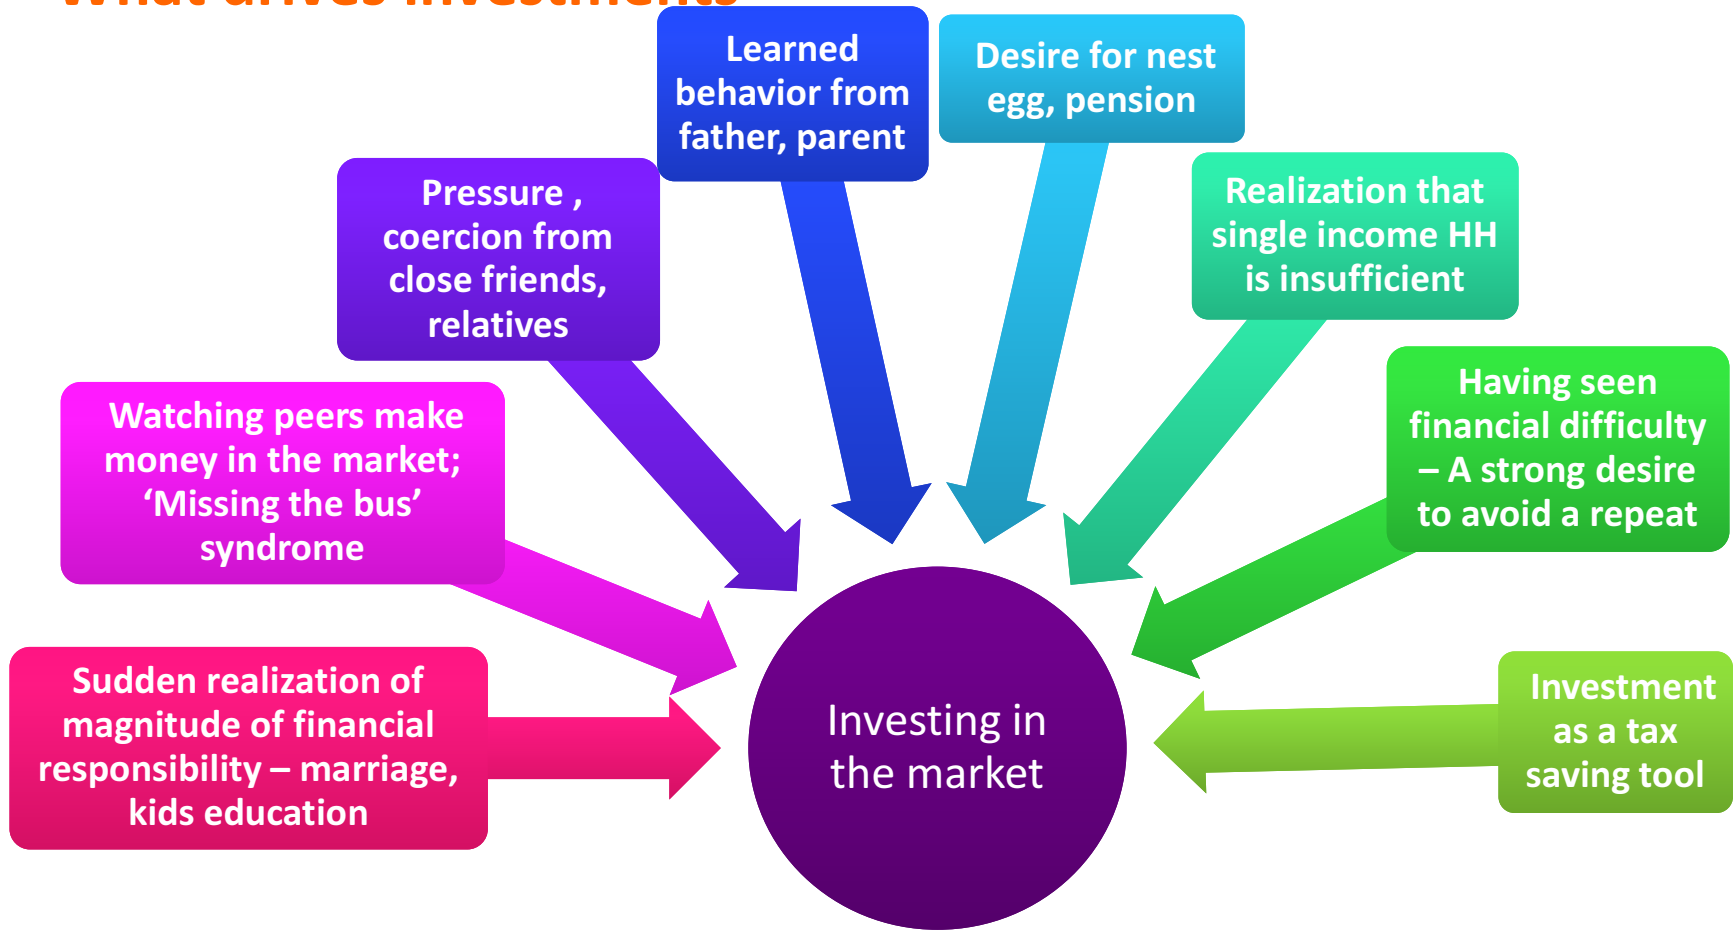 What drives investments
Learned
behavior from
father, parent
Desire for nest
egg, pension
Pressure ,
coercion from
close friends,
relatives
Realization that
single income HH
is insufficient
Watching peers make
money in the market;
‘Missing the bus’
syndrome
Having seen
financial difficulty
– A strong desire
to avoid a repeat
Sudden realization of
magnitude of financial
responsibility – marriage,
kids education
Investing in
the market
Investment
as a tax
saving tool